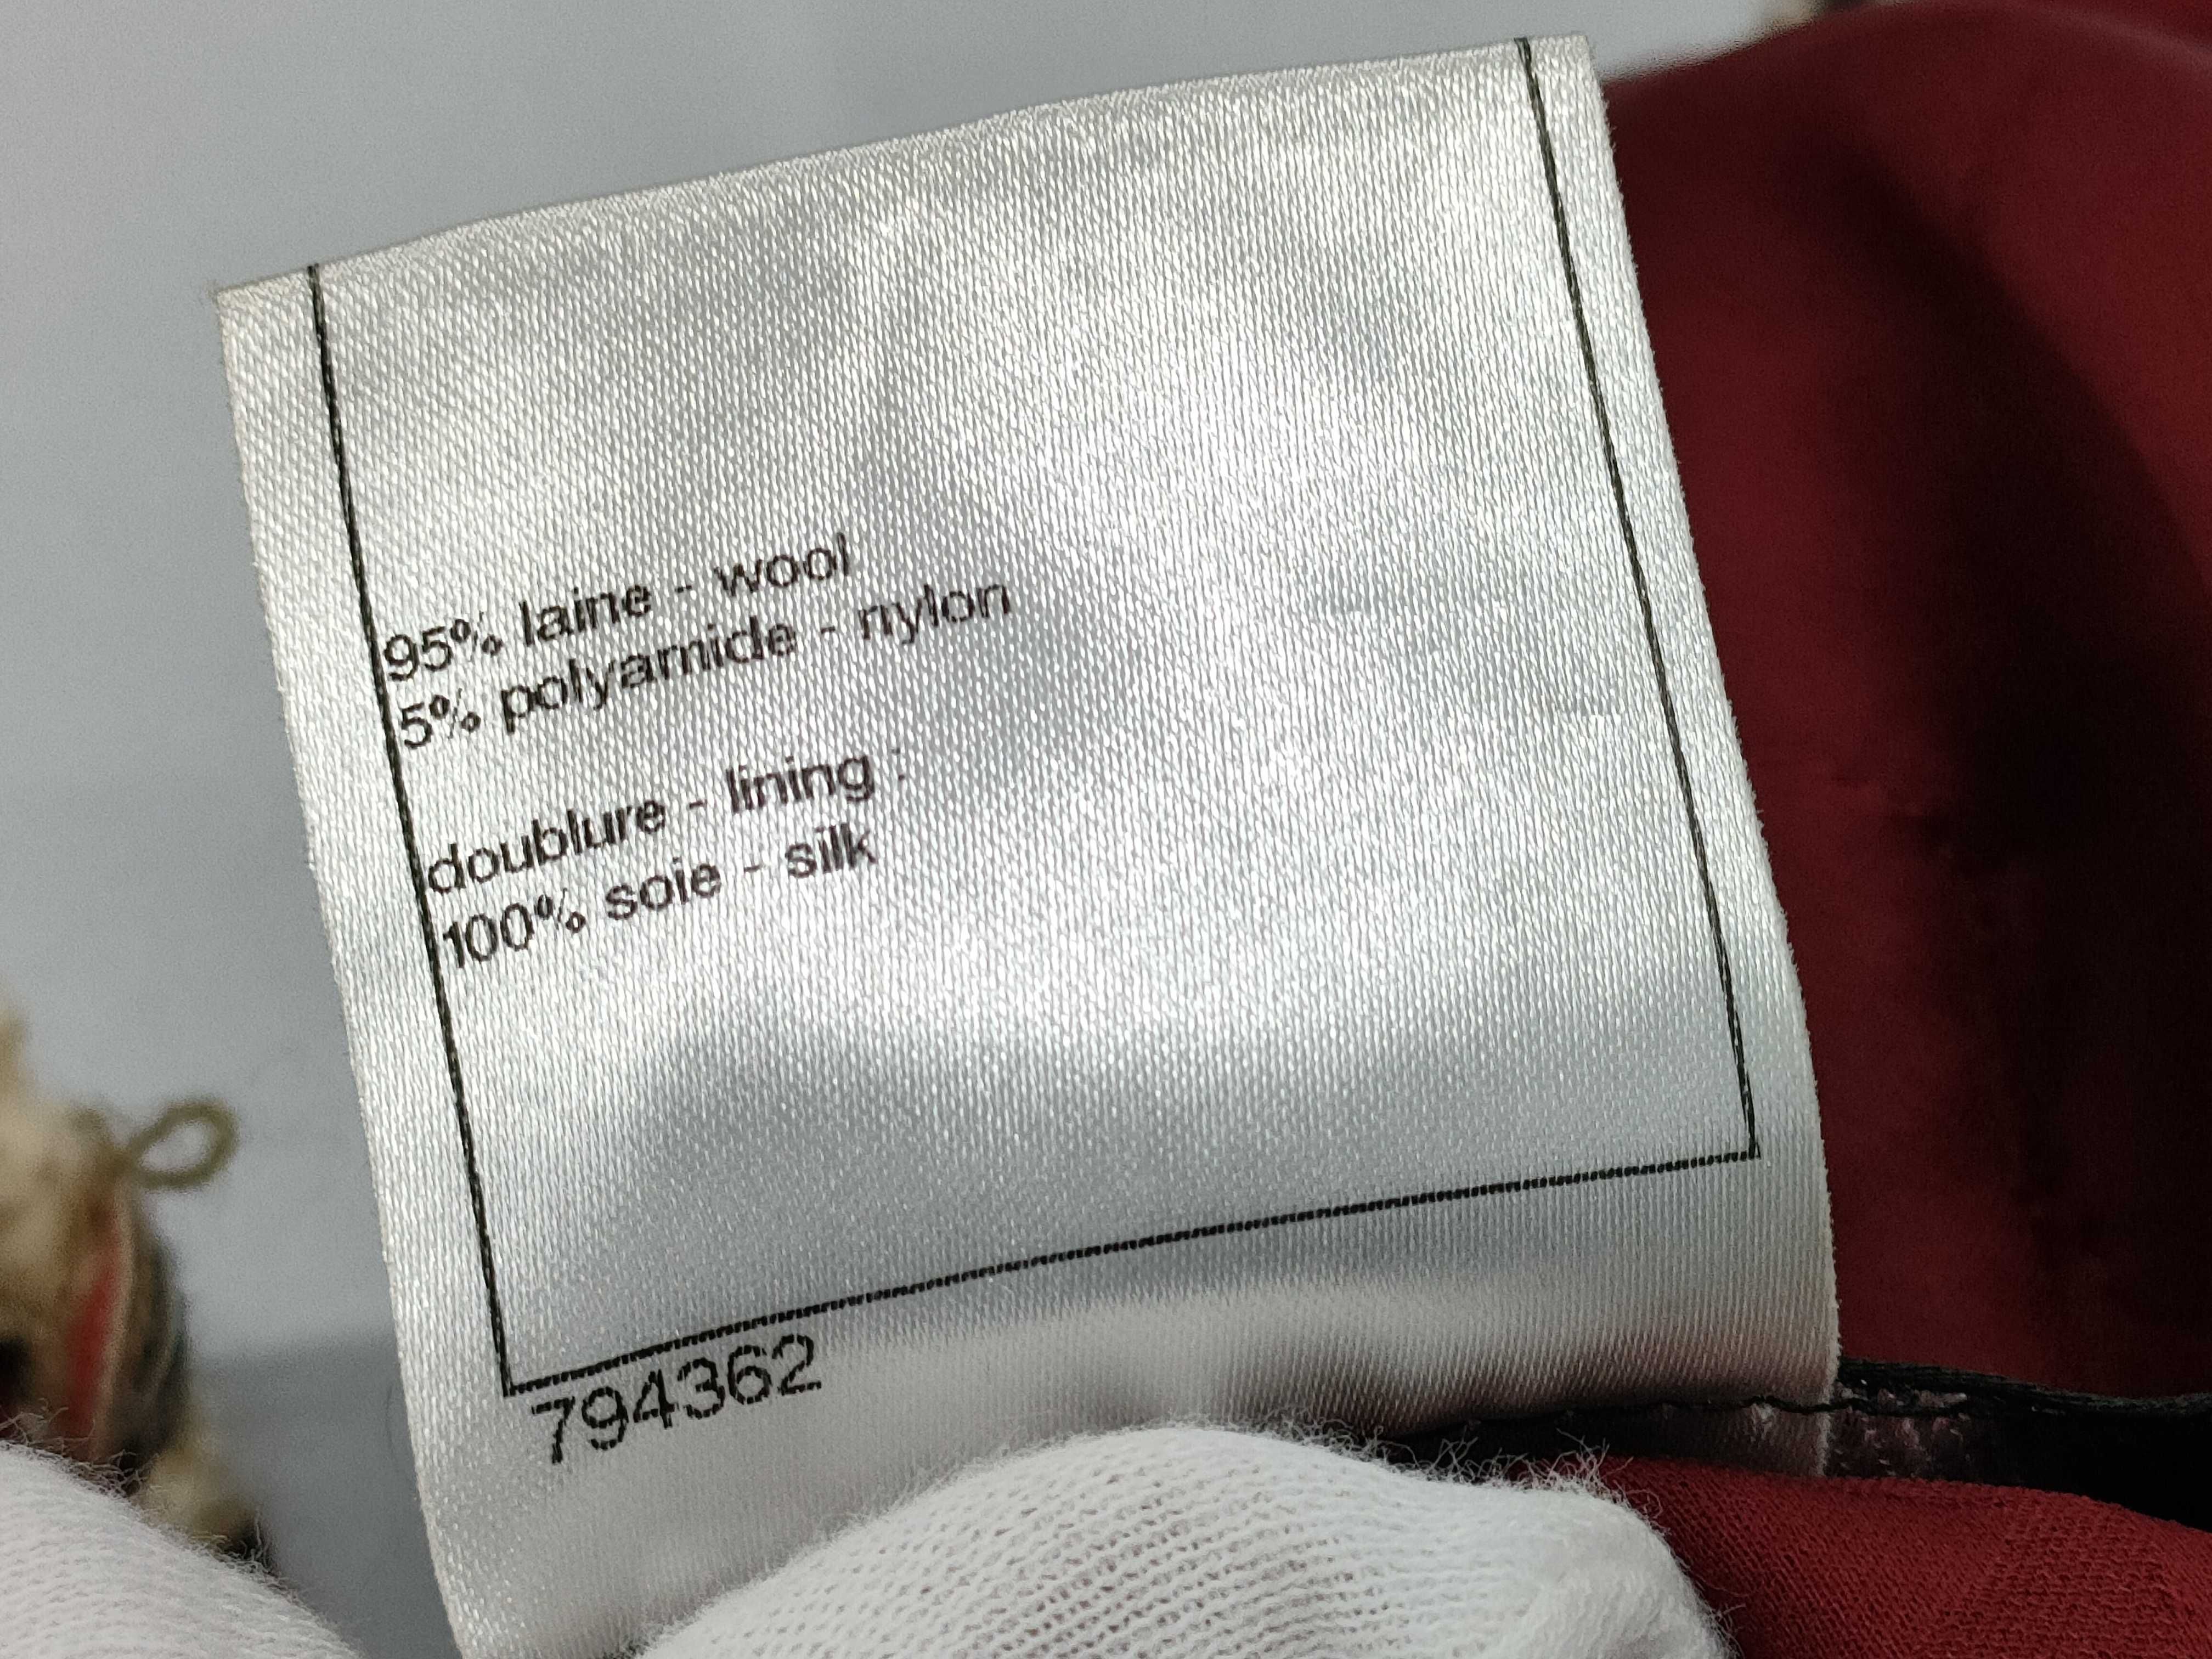 95% laine - wool
5% polyamide - nylon
doublure - lining :
100% soie - silk
794362